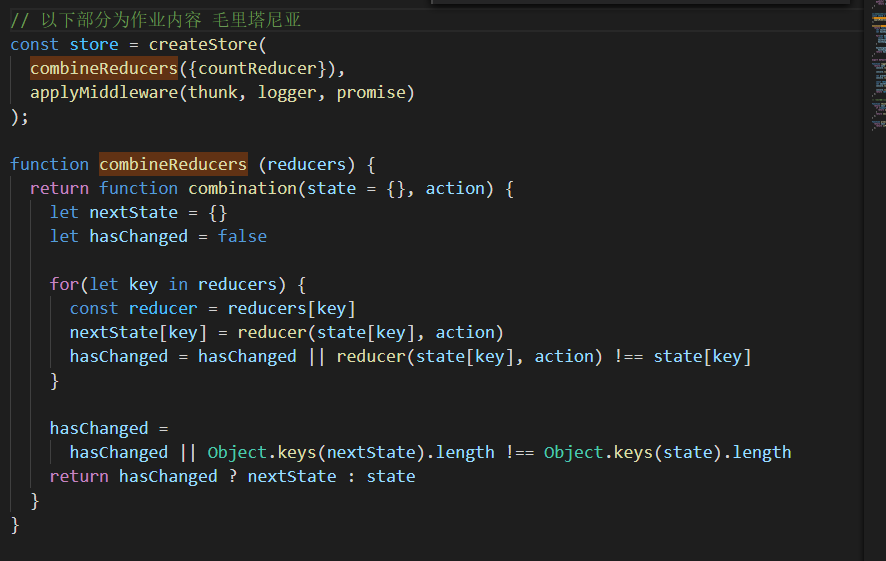 // 以下部分为作业内容 毛里塔尼亚
const store = createStore(
  combineReducers({countReducer}),
  applyMiddleware(thunk, logger, promise)
);
function combineReducers (reducers) {
  return function combination(state = {}, action) {
    let nextState = {}
    let hasChanged = false
    for(let key in reducers) {
      const reducer = reducers[key]
      nextState[key] = reducer(state[key], action)
      hasChanged = hasChanged || reducer(state[key], action) !== state[key]
    }
    hasChanged =
      hasChanged || Object.keys(nextState).length !== Object.keys(state).length
    return hasChanged ? nextState : state
  }
}